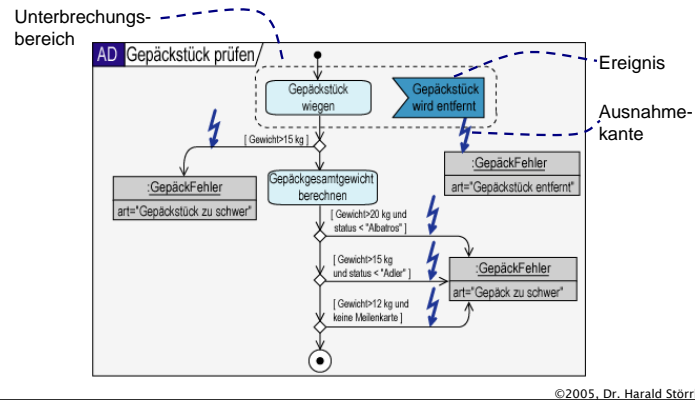 Unterbrechungs-
bereich
AD Gepäckstück prüfen
Gepäckstück
wiegen
Gepäckstück
wird entfernt
Ereignis
Ausnahme-
kante
[ Gewicht>15 kg ]
:GepäckFehler
art="Gepäckstück zu schwer"
Gepäckgesamtgewicht
berechnen
:GepäckFehler
art="Gepäckstück entfernt"
[ Gewicht>20 kg und
status < "Albatros" ]
[ Gewicht>15 kg
und status < "Adler" ]
:GepäckFehler
art="Gepäck zu schwer"
[ Gewicht>12 kg und
keine Meilenkarte ]
©2005, Dr. Harald Störr